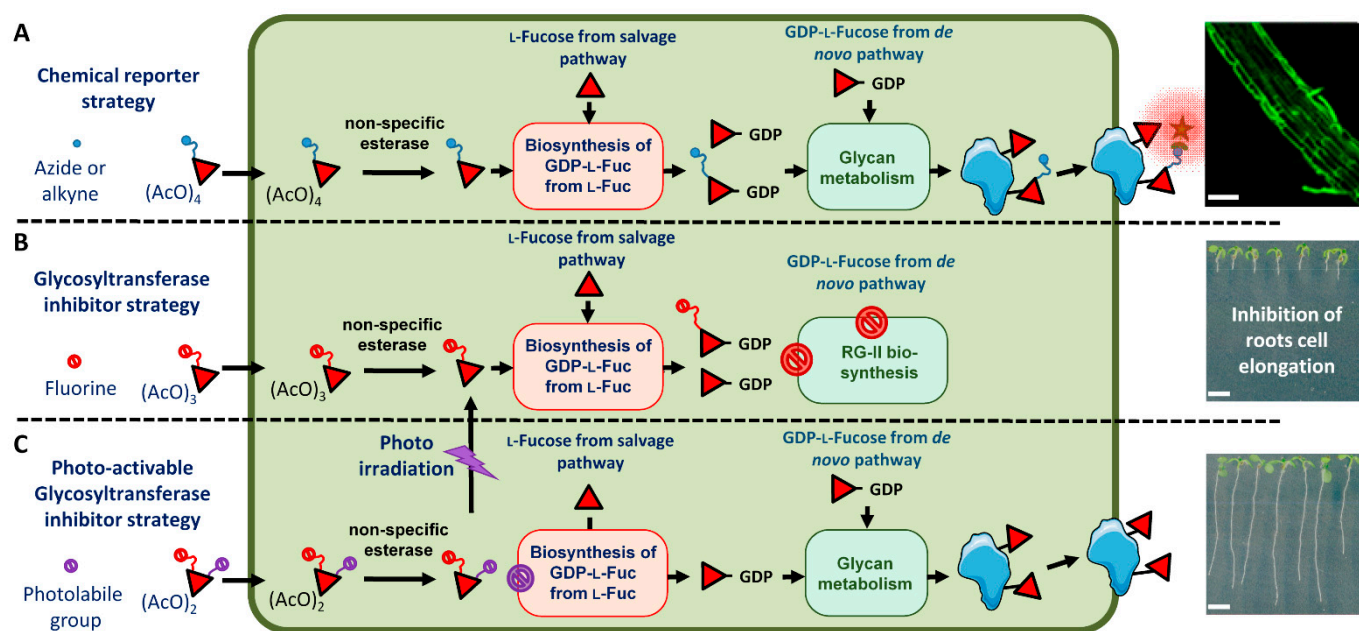 A
Chemical reporter
strategy
Azide or
alkyne
(AcO)4
(AcO)4
non-specific
esterase
L-Fucose from salvage
pathway
Biosynthesis of
GDP-L-Fuc
from L-Fuc
GDP
GDP
GDP-L-Fucose from de
novo pathway
GDP
Glycan
metabolism
B
Glycosyltransferase
inhibitor strategy
Fluorine
(AcO)3
(AcO)3
non-specific
esterase
L-Fucose from salvage
pathway
Biosynthesis of
GDP-L-Fuc
from L-Fuc
GDP
GDP
GDP-L-Fucose from de
novo pathway
RG-II bio-
synthesis
Inhibition of
roots cell
elongation
C
Photo-activable
Glycosyltransferase
inhibitor strategy
Photolabile
group
(AcO)2
(AcO)2
Photo
irradiation
non-specific
esterase
L-Fucose from salvage
pathway
Biosynthesis of
GDP-L-Fuc
from L-Fuc
GDP
GDP-L-Fucose from de
novo pathway
GDP
Glycan
metabolism